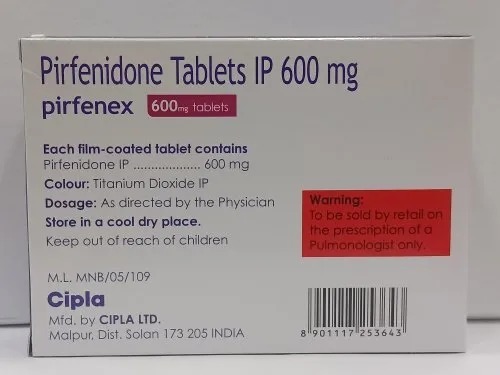 Pirfenidone Tablets IP 600 mg
pirfenex 600mg tablets
Each film-coated tablet contains
Pirfenidone IP ................... 600 mg
Colour: Titanium Dioxide IP
Dosage: As directed by the Physician
Store in a cool dry place.
Keep out of reach of children
Warning:
To be sold by retail on
the prescription of a
Pulmonologist only.
M.L. MNB/05/109
Cipla
Mfd. by CIPLA LTD.
Malpur, Dist. Solan 173 205 INDIA
8 901117 253643